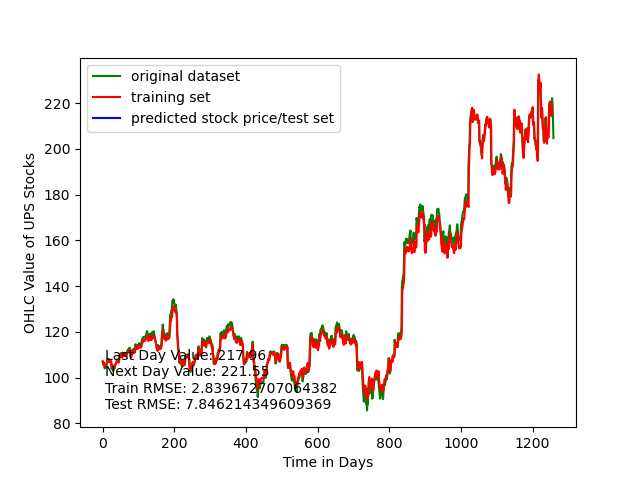 original dataset
training set
predicted stock price/test set
220
200
180
160
140
120
100
80
OHLC Value of UPS Stocks
Last Day Value: 217.96
Next Day Value: 221.55
Train RMSE: 2.839672707064382
Test RMSE: 7.846214349609369
0 200 400 600 800 1000 1200
Time in Days